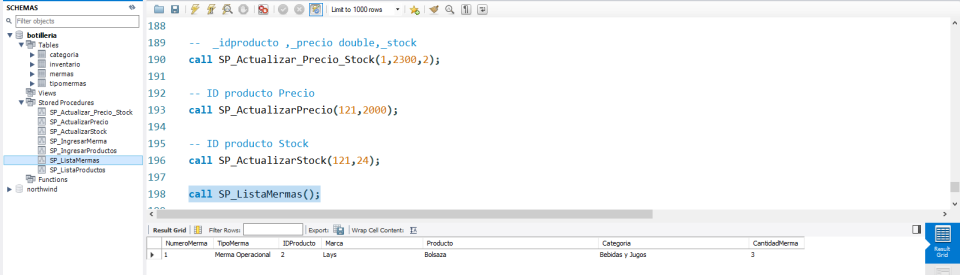 SCHEMAS
Filter objects
botilleria
Tables
categoria
inventario
mermas
tipomermas
Views
Stored Procedures
SP_Actualizar_Precio_Stock
SP_ActualizarPrecio
SP_ActualizarStock
SP_IngresarMerma
SP_IngresarProductos
SP_ListaMermas
SP_ListaProductos
Functions
northwind
Limit to 1000 rows
188
189 -- _idproducto ,_precio double,_stock
190 call SP_Actualizar_Precio_Stock(1,2300,2);
191
192 -- ID producto Precio
193 call SP_ActualizarPrecio(121,2000);
194
195 -- ID producto Stock
196 call SP_ActualizarStock(121,24);
197
198 call SP_ListaMermas();
Result Grid Filter Rows: Export: Wrap Cell Content:
NumeroMerma TipoMerma IDProducto Marca Producto Categoria CantidadMerma
1 Merma Operacional 2 Lays Bolsaza Bebidas y Jugos 3
Result
Grid